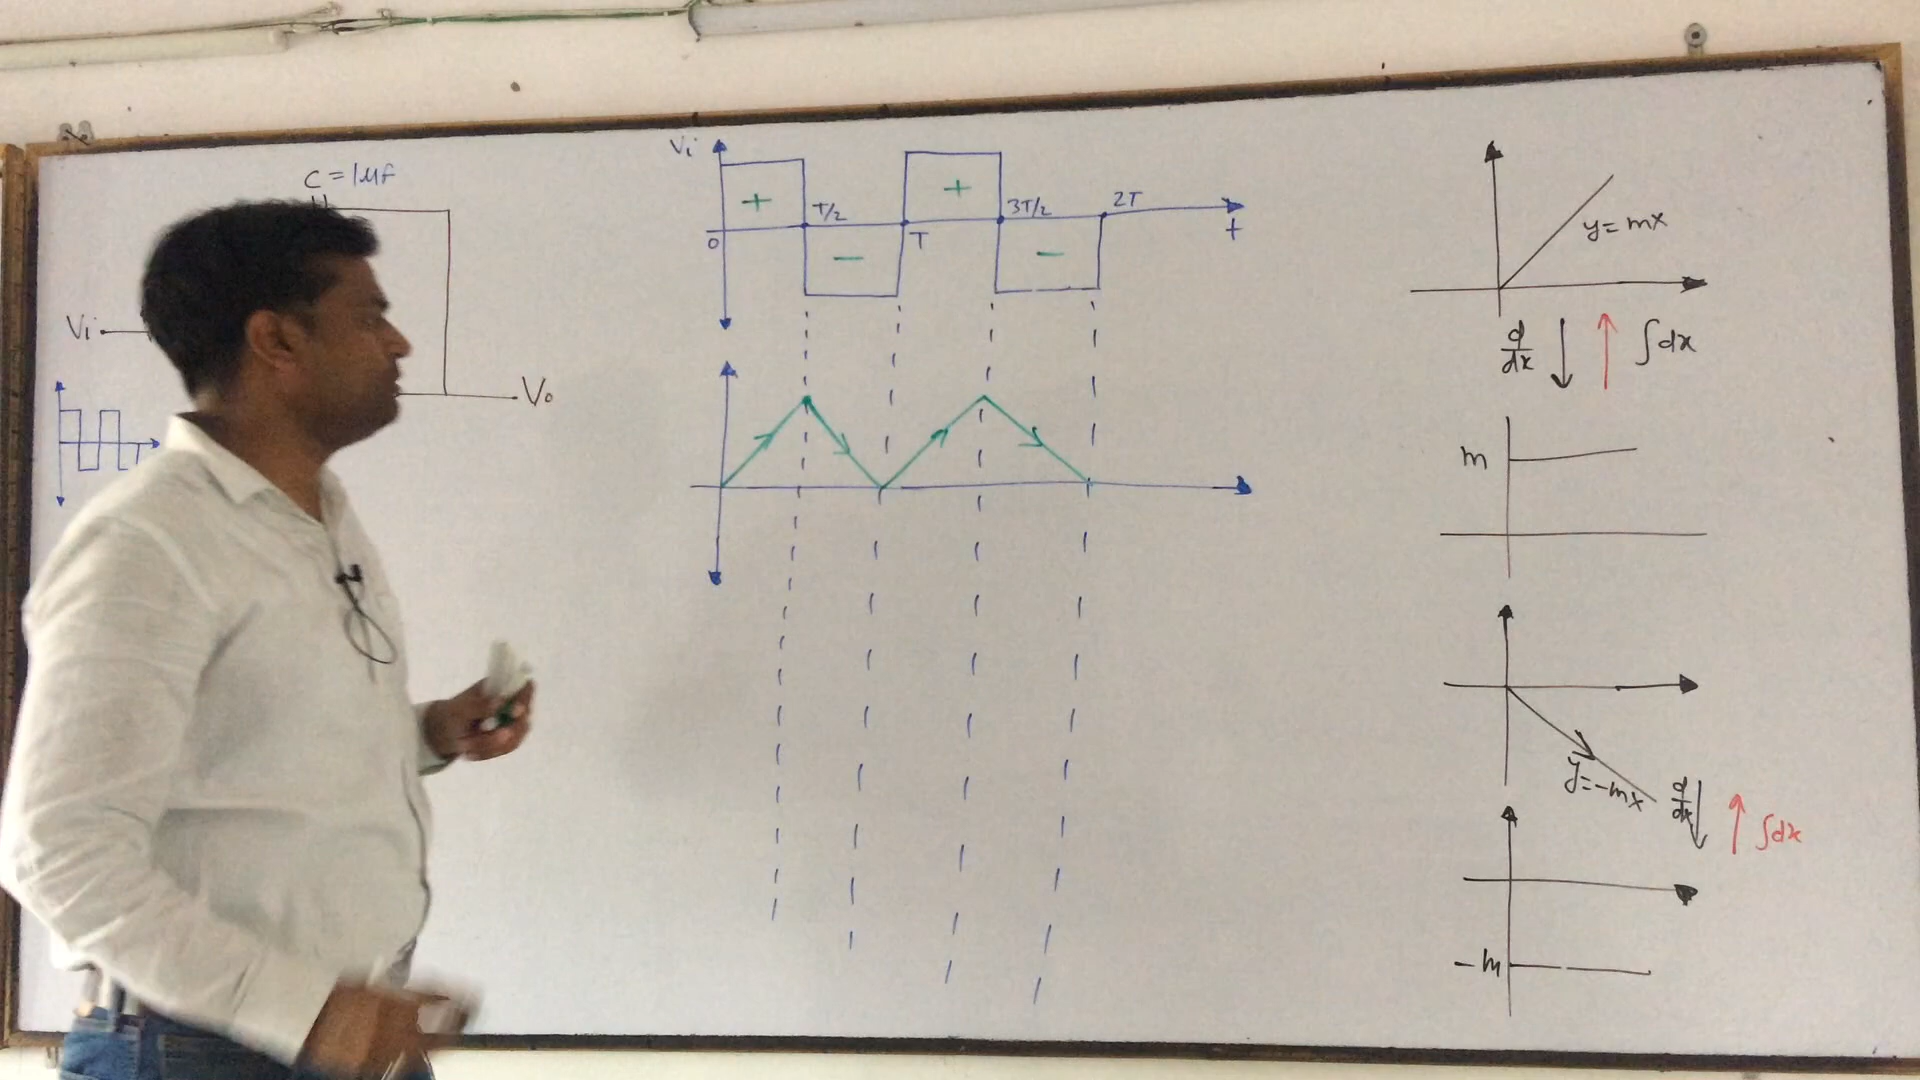 C = 1μf
Vi
Vo
Vi
+
-
+
-
0
T/2
T
3T/2
2T
t
y = mx
d/dx
∫dx
m
y = -mx
d/dx
∫dx
-m